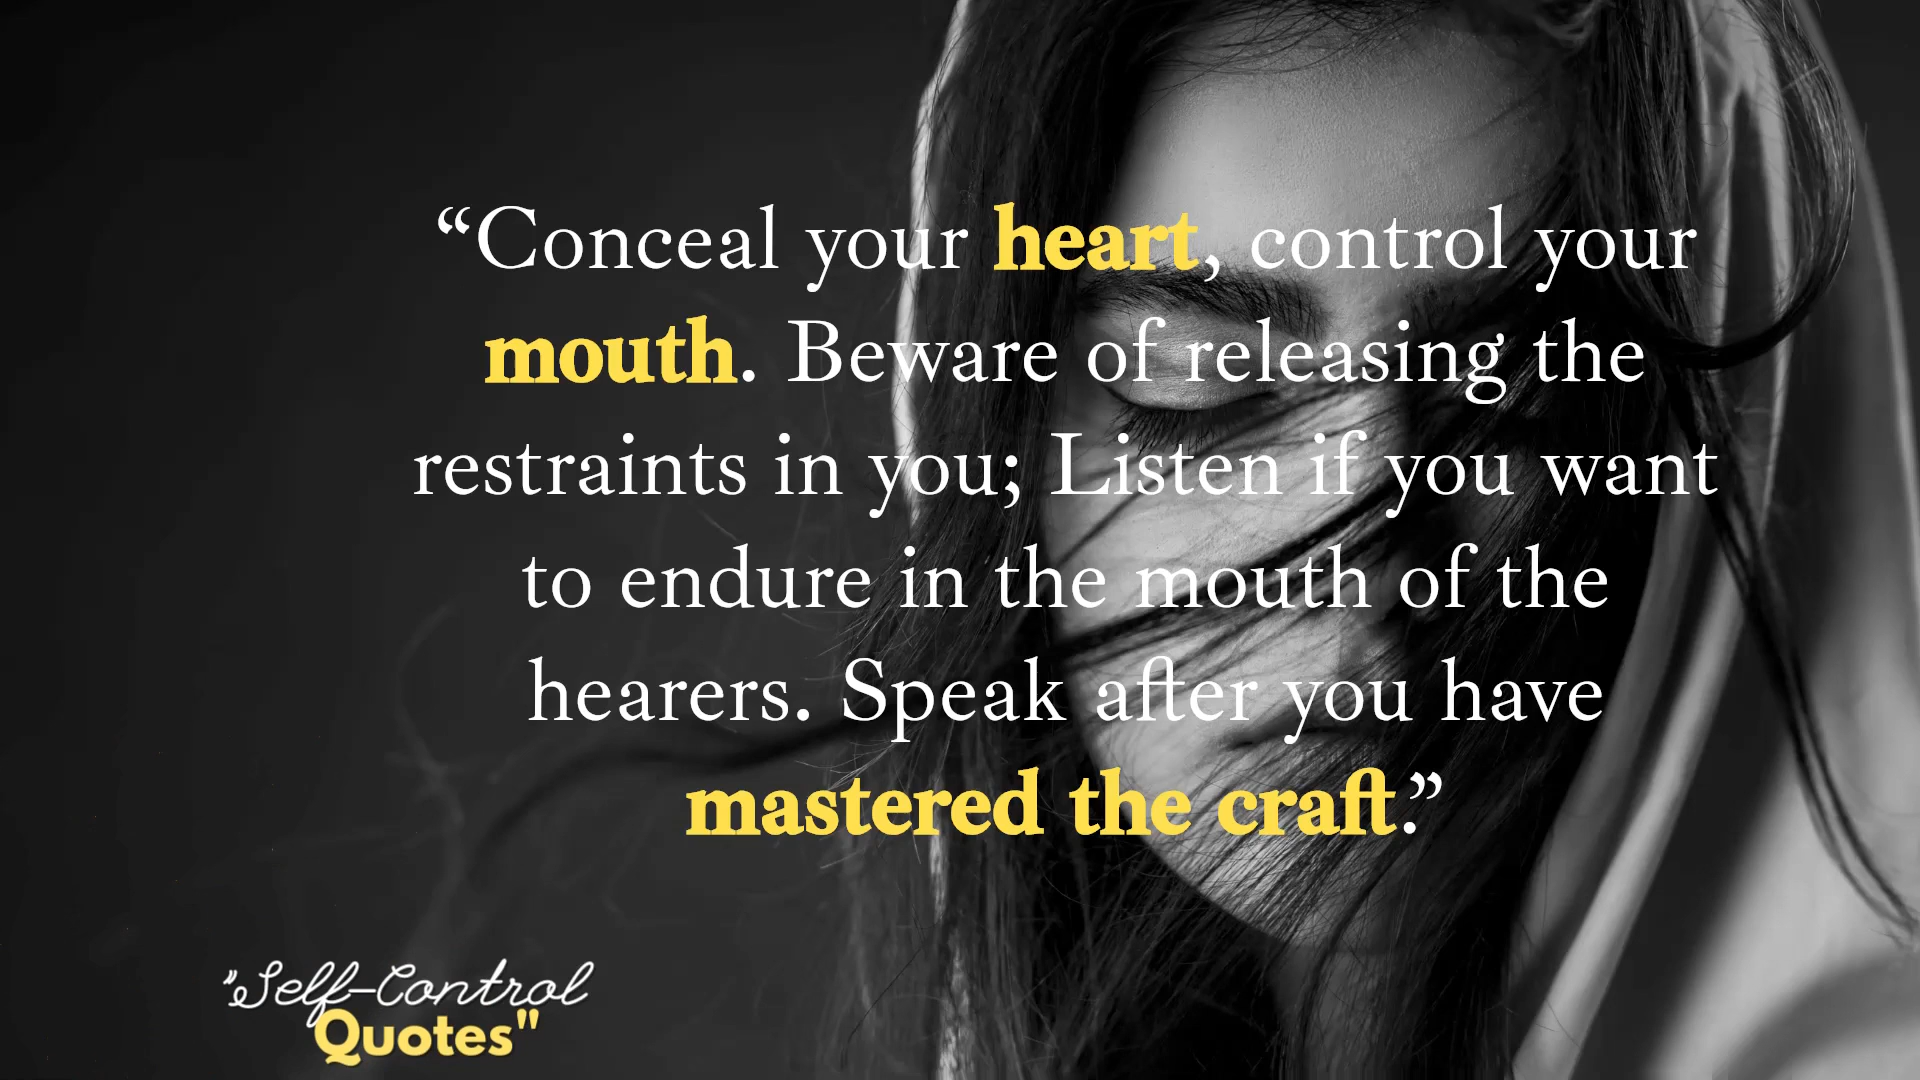 “Conceal your heart, control your
mouth. Beware of releasing the
restraints in you; Listen if you want
to endure in the mouth of the
hearers. Speak after you have
mastered the craft.”
"Self-Control
Quotes"